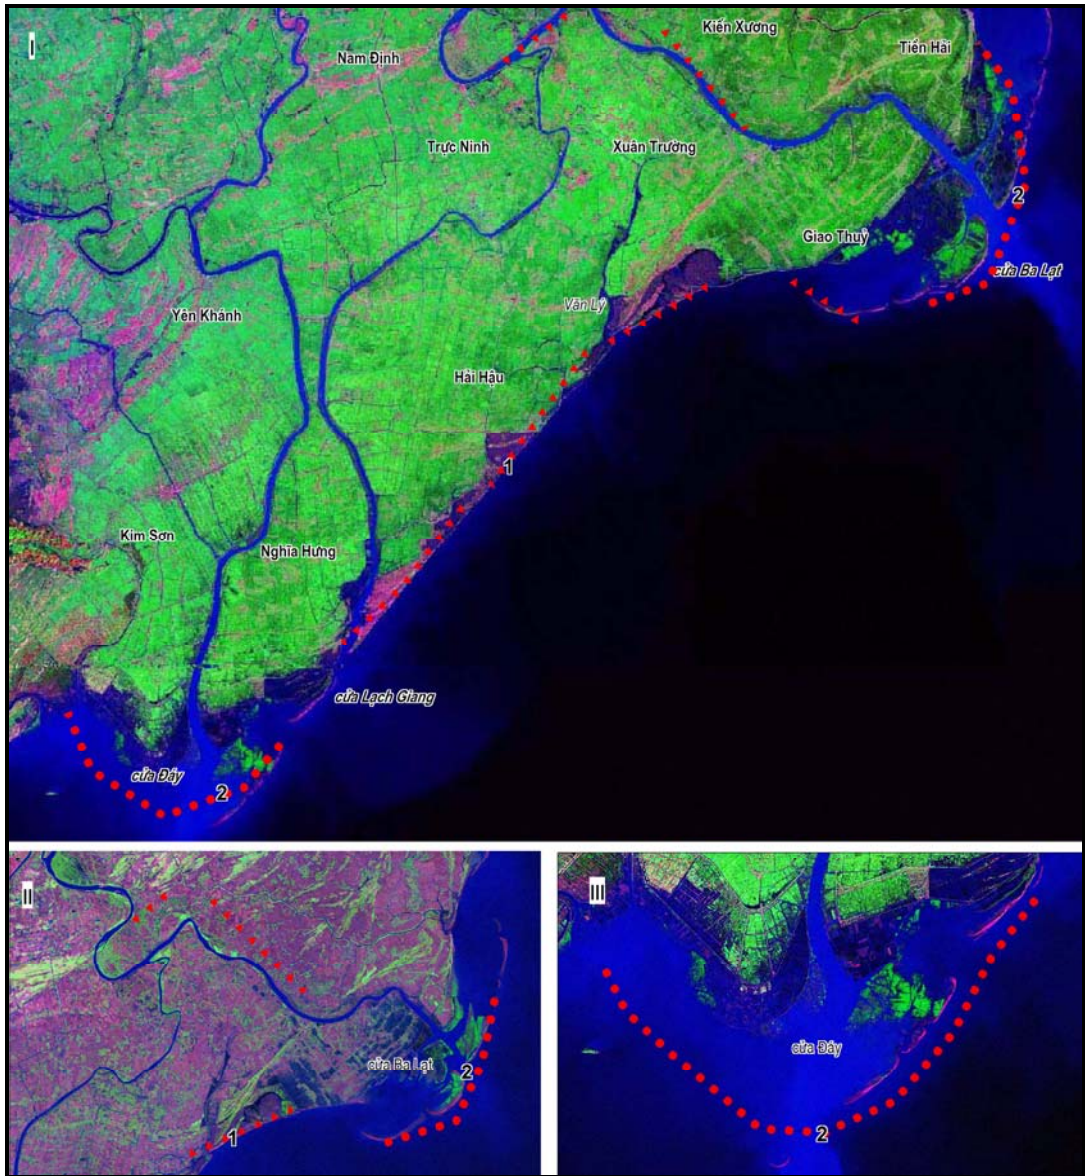 I
Kiến Xương
Tiền Hải
Nam Định
Trực Ninh
Xuân Trường
2
Giao Thuỷ
cửa Ba Lạt
Văn Lý
Yên Khánh
Hải Hậu
1
Kim Sơn
Nghĩa Hưng
cửa Lạch Giang
cửa Đáy
2
II
cửa Ba Lạt
2
1
III
cửa Đáy
2